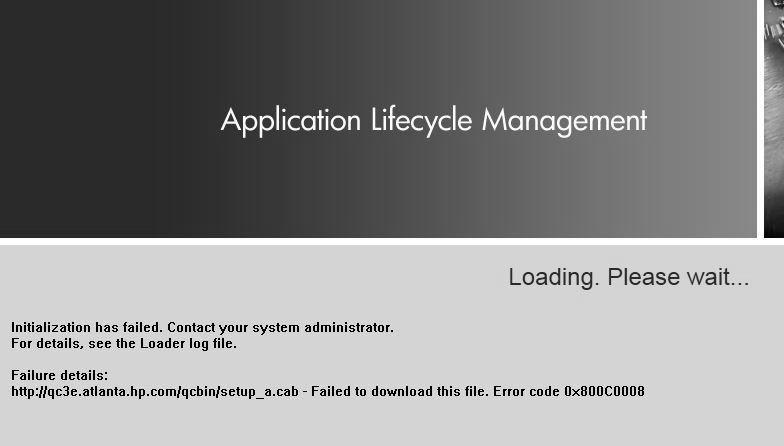 Application Lifecycle Management
Loading. Please wait...
Initialization has failed. Contact your system administrator.
For details, see the Loader log file.
Failure details:
http://qc3e.atlanta.hp.com/qcbin/setup_a.cab - Failed to download this file. Error code 0x800C0008